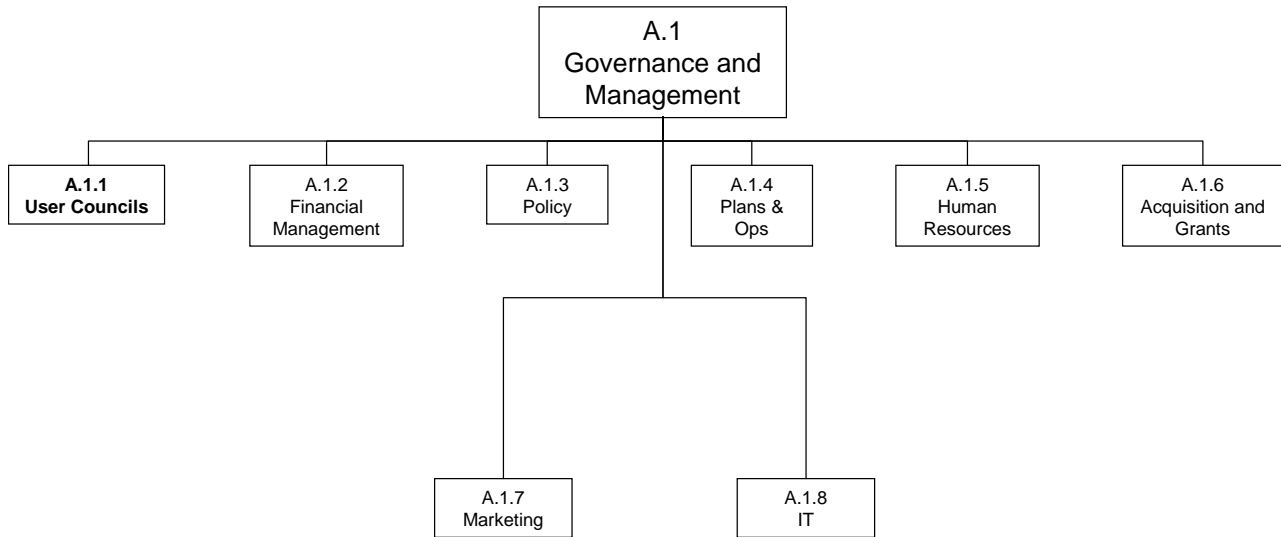 A.1
Governance and
Management
A.1.1
User Councils
A.1.2
Financial
Management
A.1.3
Policy
A.1.4
Plans &
Ops
A.1.5
Human
Resources
A.1.6
Acquisition and
Grants
A.1.7
Marketing
A.1.8
IT